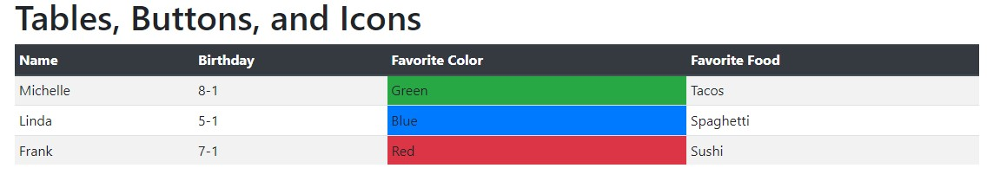 Tables, Buttons, and Icons
Name Birthday Favorite Color Favorite Food
Michelle 8-1 Green Tacos
Linda 5-1 Blue Spaghetti
Frank 7-1 Red Sushi